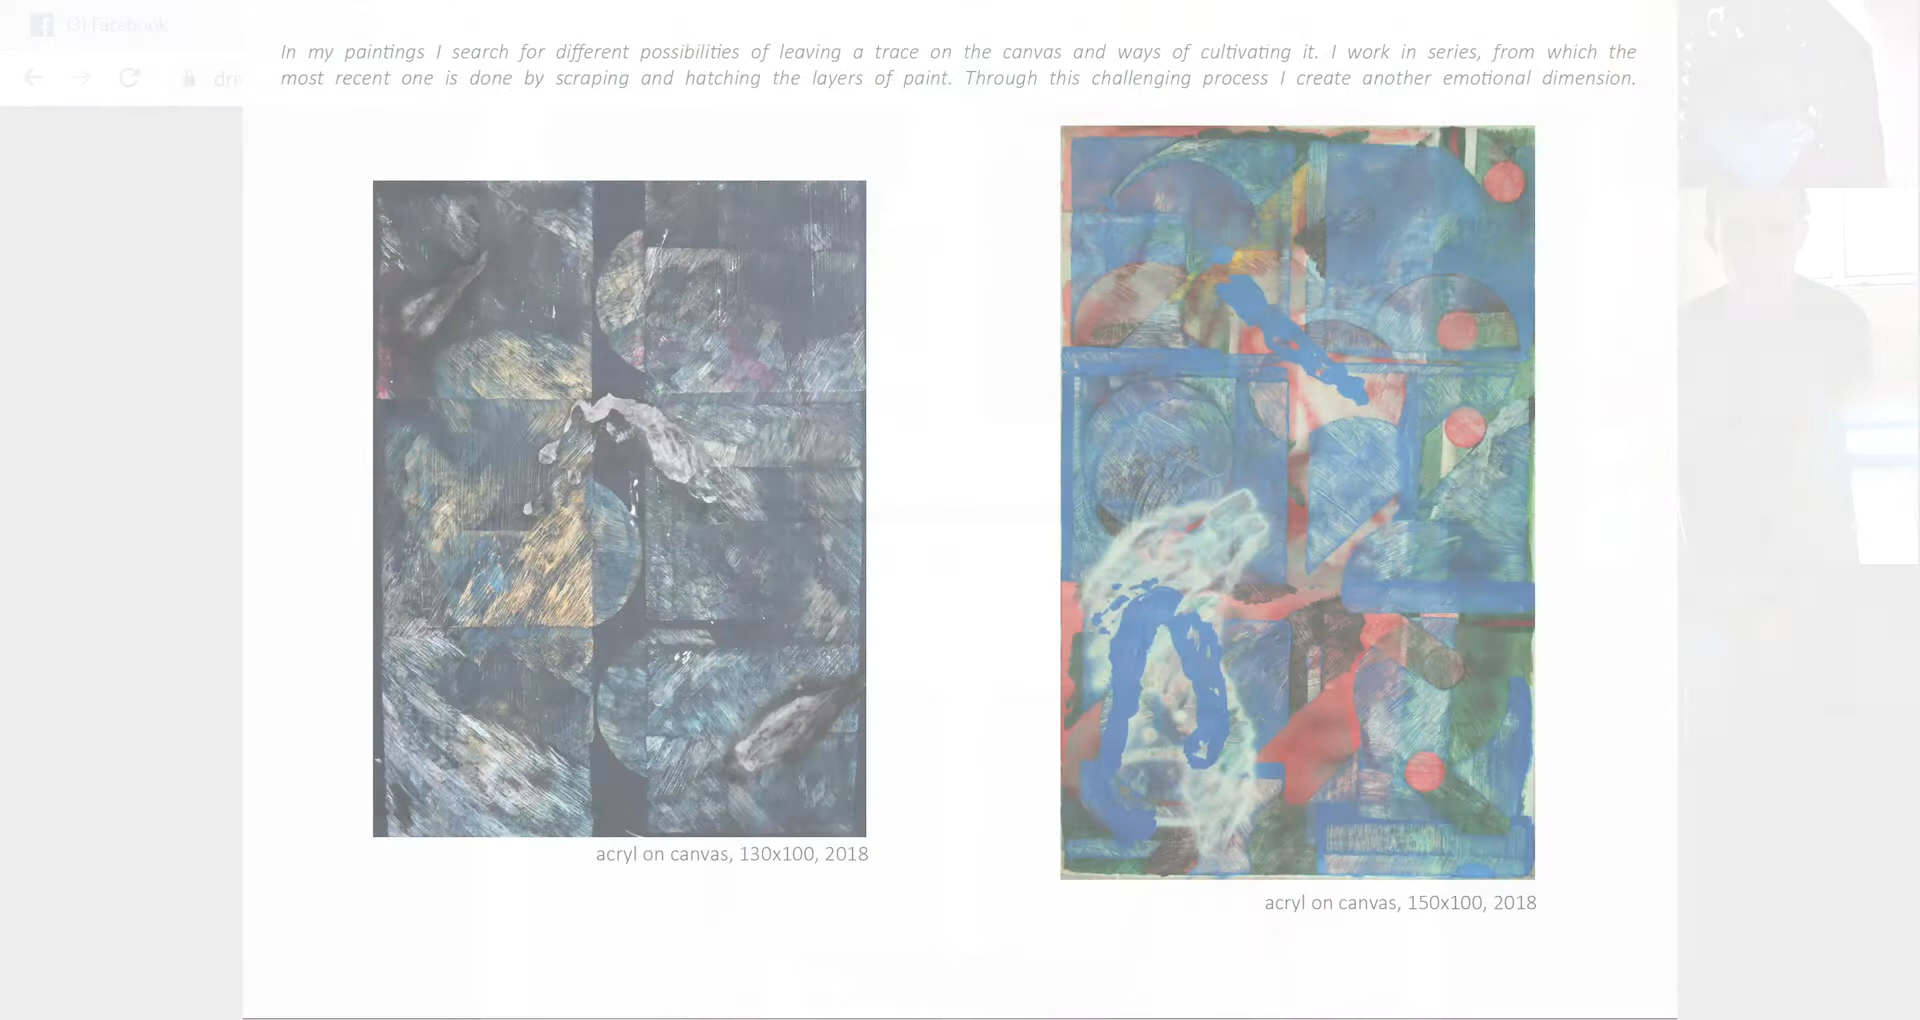 (3) Facebook
In my paintings I search for different possibilities of leaving a trace on the canvas and ways of cultivating it. I work in series, from which the
most recent one is done by scraping and hatching the layers of paint. Through this challenging process I create another emotional dimension.
acryl on canvas, 130x100, 2018
acryl on canvas, 150x100, 2018